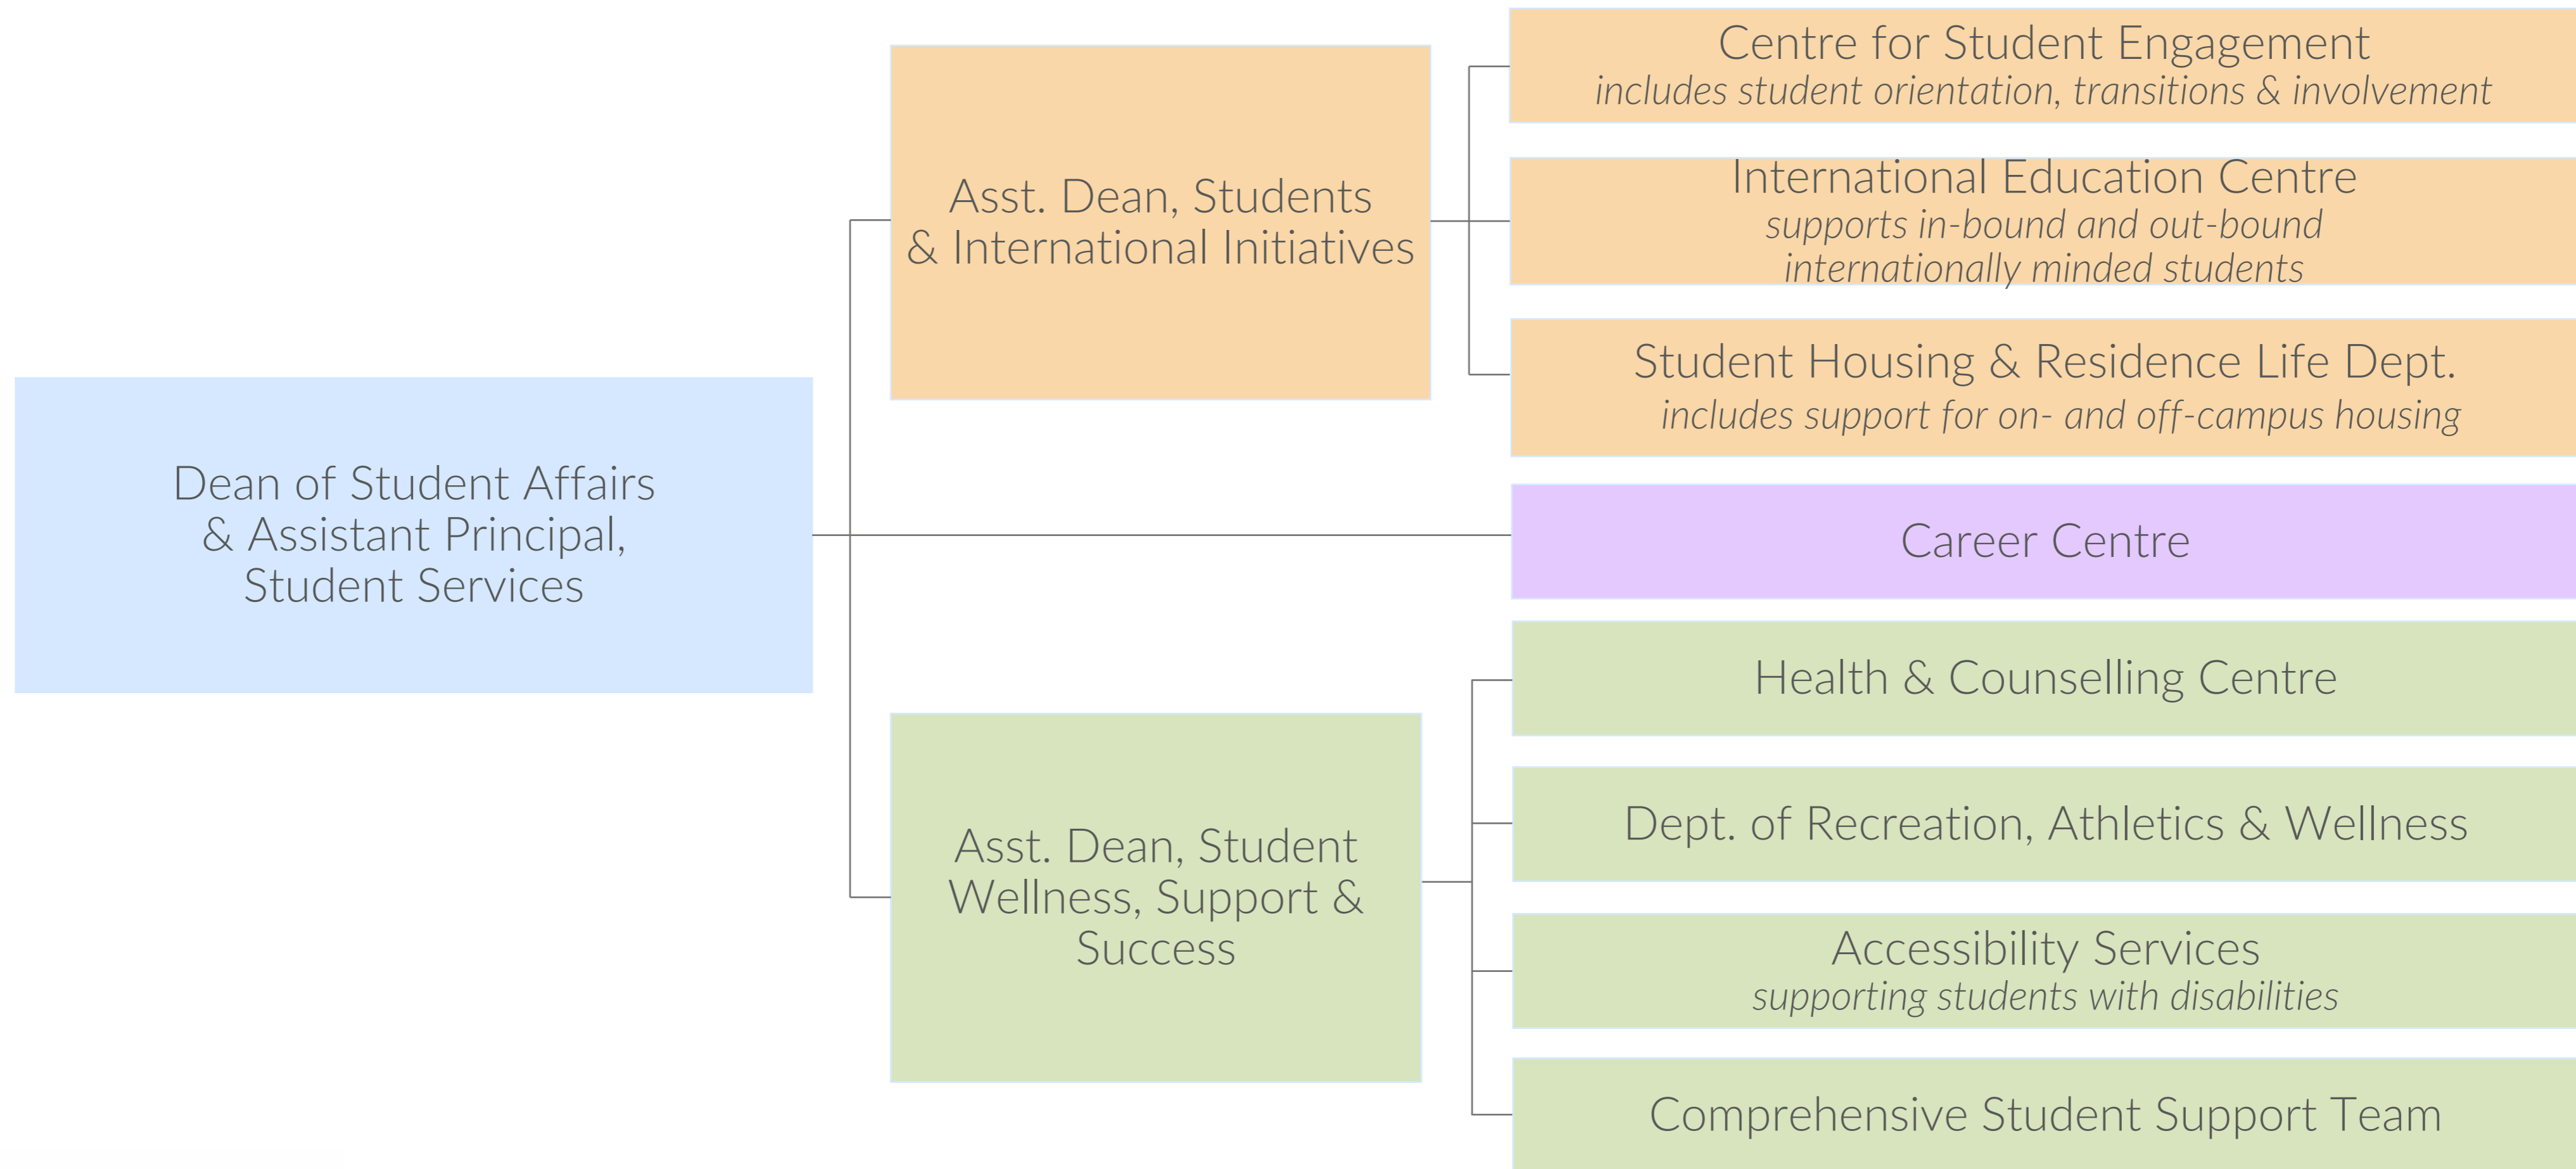 Dean of Student Affairs
& Assistant Principal,
Student Services
Asst. Dean, Students
& International Initiatives
Centre for Student Engagement
includes student orientation, transitions & involvement
International Education Centre
supports in-bound and out-bound
internationally minded students
Student Housing & Residence Life Dept.
includes support for on- and off-campus housing
Career Centre
Asst. Dean, Student
Wellness, Support &
Success
Health & Counselling Centre
Dept. of Recreation, Athletics & Wellness
Accessibility Services
supporting students with disabilities
Comprehensive Student Support Team